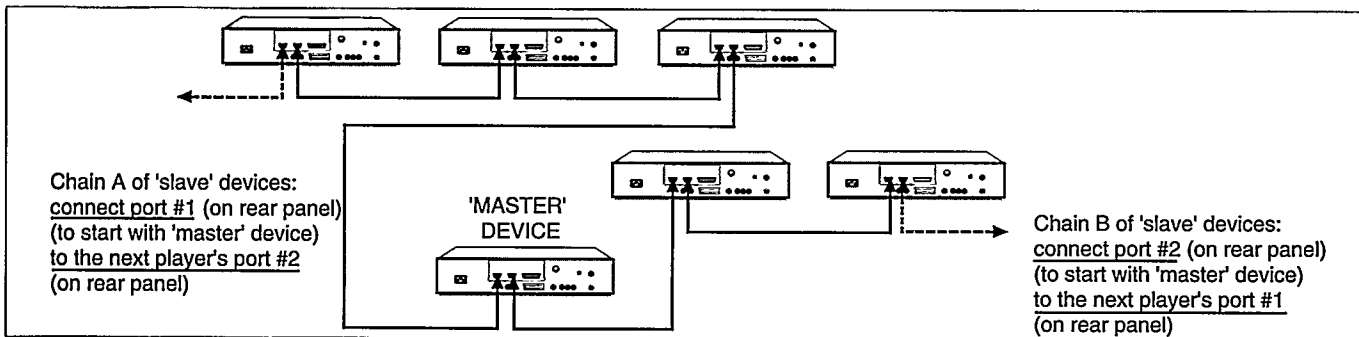 Chain A of 'slave' devices:
connect port #1 (on rear panel)
(to start with 'master' device)
to the next player's port #2
(on rear panel)
'MASTER'
DEVICE
Chain B of 'slave' devices:
connect port #2 (on rear panel)
(to start with 'master' device)
to the next player's port #1
(on rear panel)